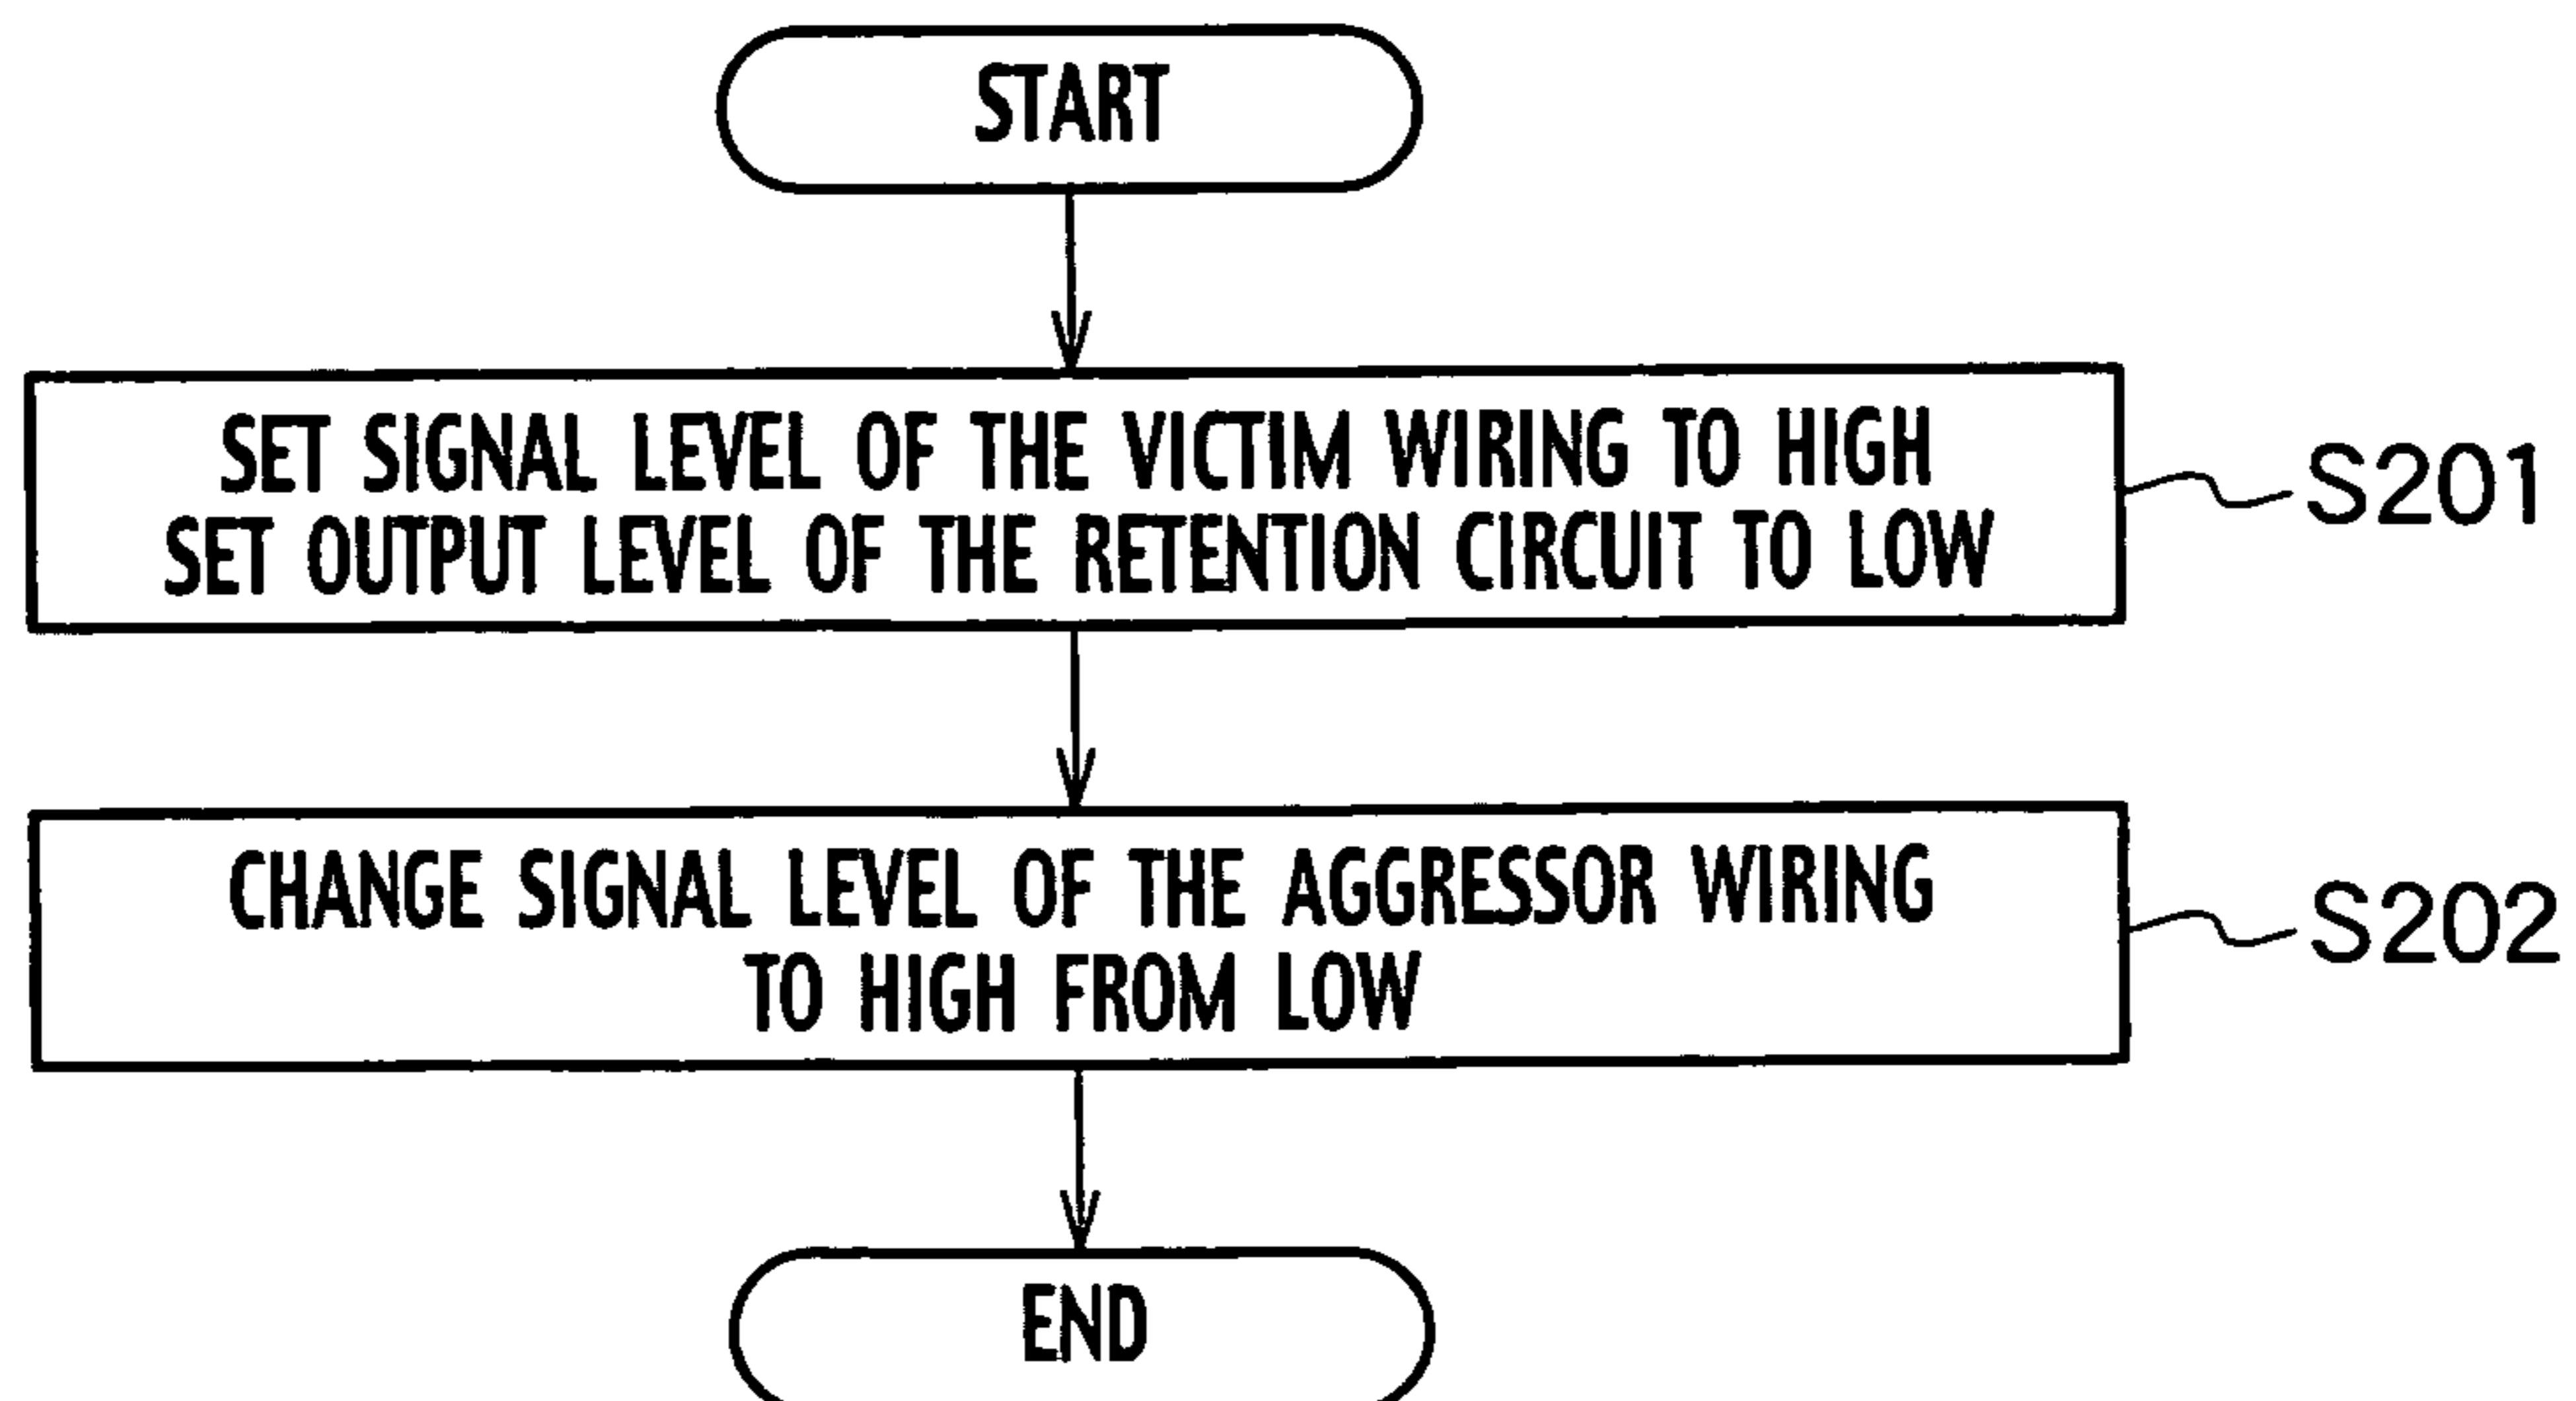 START
SET SIGNAL LEVEL OF THE VICTIM WIRING TO HIGH
SET OUTPUT LEVEL OF THE RETENTION CIRCUIT TO LOW
S201
CHANGE SIGNAL LEVEL OF THE AGGRESSOR WIRING
TO HIGH FROM LOW
S202
END